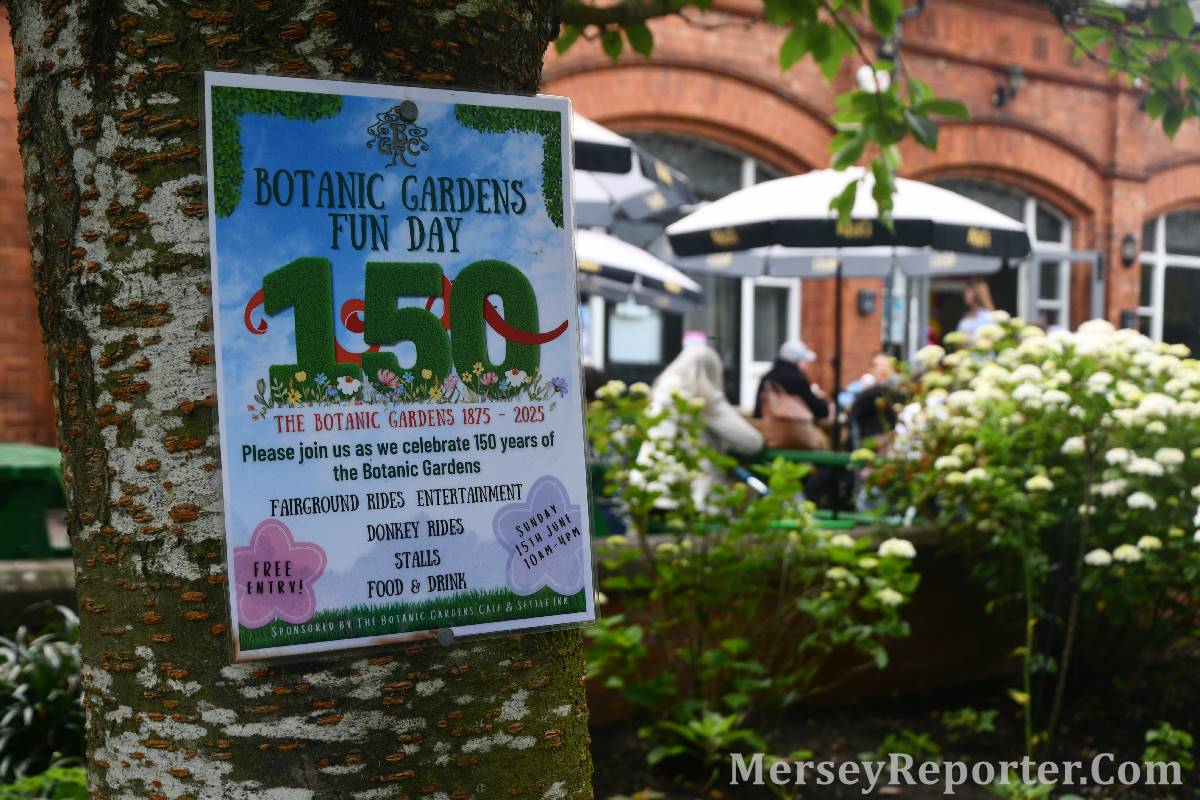 BOTANIC GARDENS
FUN DAY
150
THE BOTANIC GARDENS 1875 - 2025
Please join us as we celebrate 150 years of
the Botanic Gardens
FAIRGROUND RIDES ENTERTAINMENT
DONKEY RIDES
STALLS
FOOD & DRINK
SUNDAY
15TH JUNE
10AM-4PM
FREE
ENTRY!
SPONSORED BY THE BOTANIC GARDENS CAFE & SETTLE INN
MerseyReporter.Com